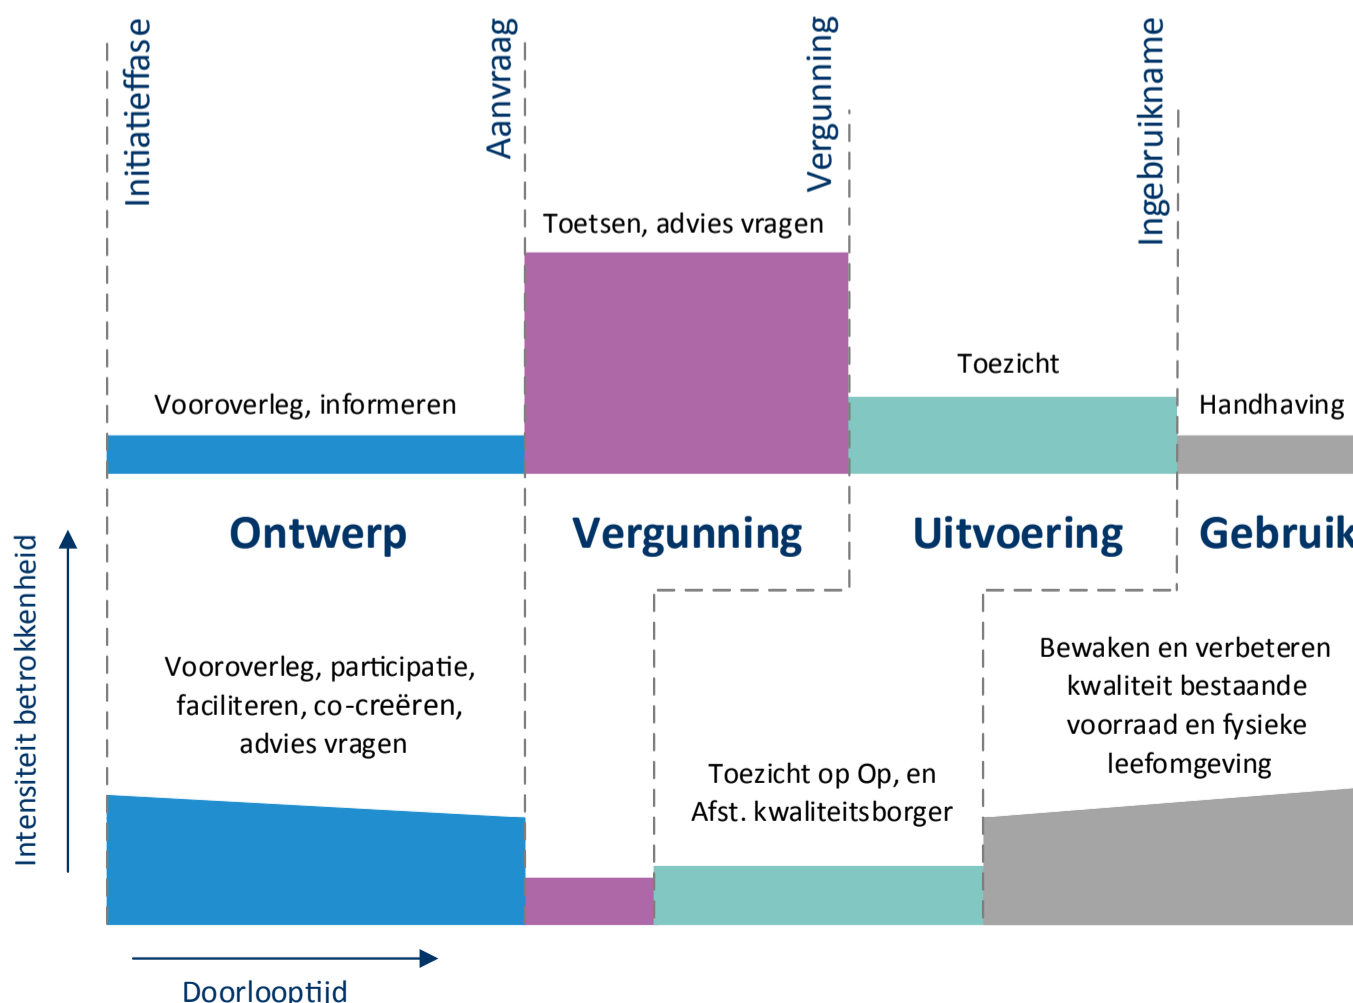 Initiatieffase
Aanvraag
Vergunning
Ingebruikname
Toetsen, advies vragen
Toezicht
Vooroverleg, informeren
Handhaving
Ontwerp
Vergunning
Uitvoering
Gebruik
Intensiteit betrokkenheid
Vooroverleg, participatie,
faciliteren, co-creëren,
advies vragen
Toezicht op Op, en
Afst. kwaliteitsborger
Bewaken en verbeteren
kwaliteit bestaande
voorraad en fysieke
leefomgeving
Doorlooptijd